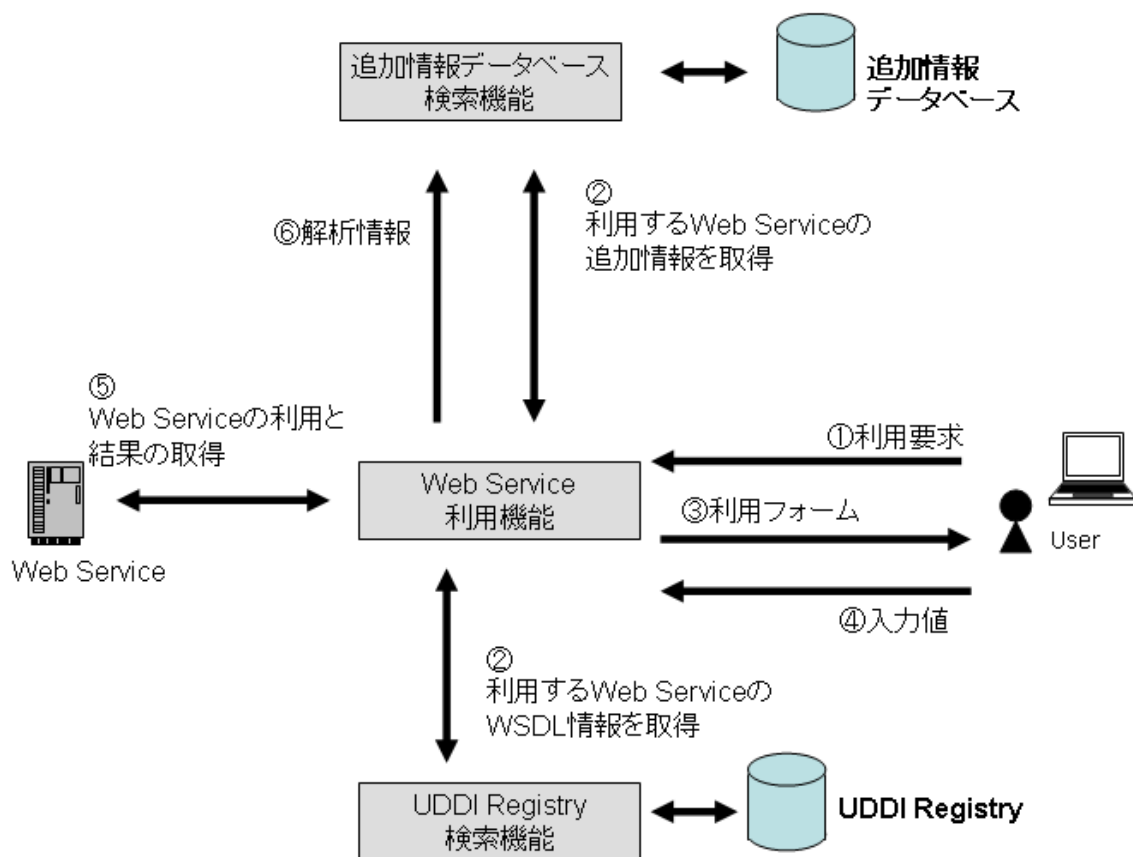 追加情報データベース
検索機能
追加情報
データベース
⑥解析情報
②
利用するWeb Serviceの
追加情報を取得
⑤
Web Serviceの利用と
結果の取得
Web Service
Web Service
利用機能
①利用要求
③利用フォーム
④入力値
User
②
利用するWeb Serviceの
WSDL情報を取得
UDDI Registry
検索機能
UDDI Registry